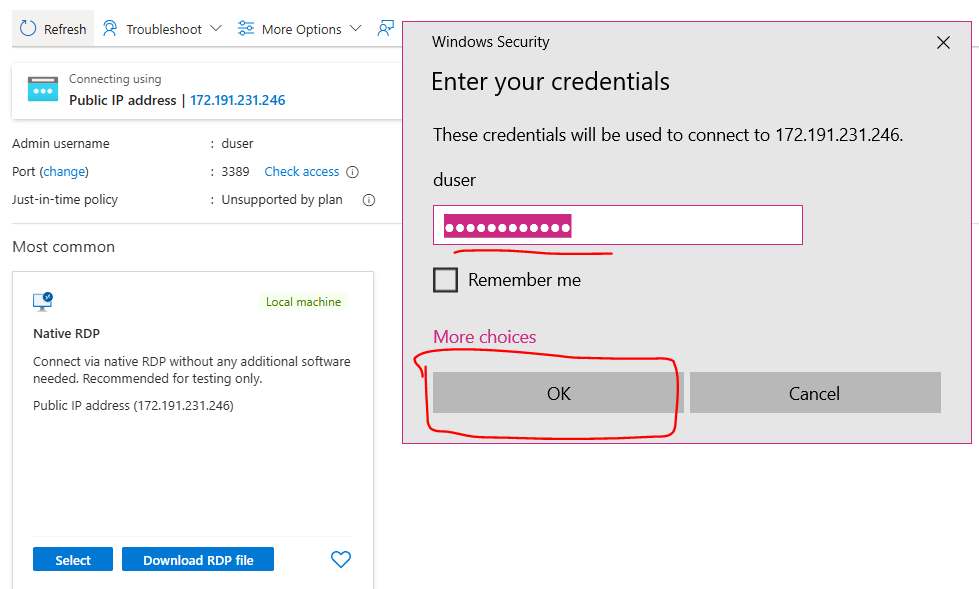 Refresh Troubleshoot More Options
Connecting using
Public IP address | 172.191.231.246
Admin username : duser
Port (change) : 3389 Check access
Just-in-time policy : Unsupported by plan
Most common
Local machine
Native RDP
Connect via native RDP without any additional software
needed. Recommended for testing only.
Public IP address (172.191.231.246)
Select Download RDP file
Windows Security
Enter your credentials
These credentials will be used to connect to 172.191.231.246.
duser
●●●●●●●●●●●●
Remember me
More choices
OK Cancel